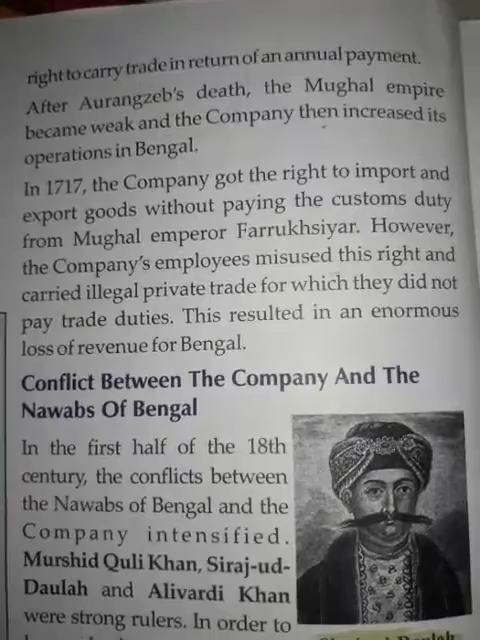 right to carry trade in return of an annual payment.
After Aurangzeb's death, the Mughal empire
became weak and the Company then increased its
operations in Bengal.
In 1717, the Company got the right to import and
export goods without paying the customs duty
from Mughal emperor Farrukhsiyar. However,
the Company's employees misused this right and
carried illegal private trade for which they did not
pay trade duties. This resulted in an enormous
loss of revenue for Bengal.
Conflict Between The Company And The
Nawabs Of Bengal
In the first half of the 18th
century, the conflicts between
the Nawabs of Bengal and the
Company intensified.
Murshid Quli Khan, Siraj-ud-
Daulah and Alivardi Khan
were strong rulers. In order to